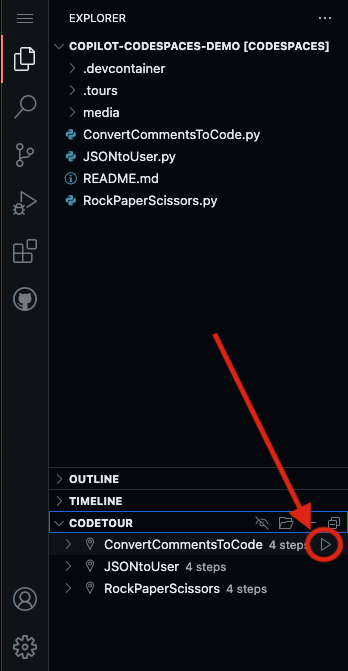 EXPLORER
COPILOT-CODESPACES-DEMO [CODESPACES]
.devcontainer
.tours
media
ConvertCommentsToCode.py
JSONtoUser.py
README.md
RockPaperScissors.py
OUTLINE
TIMELINE
CODETOUR
ConvertCommentsToCode 4 steps
JSONtoUser 4 steps
RockPaperScissors 4 steps